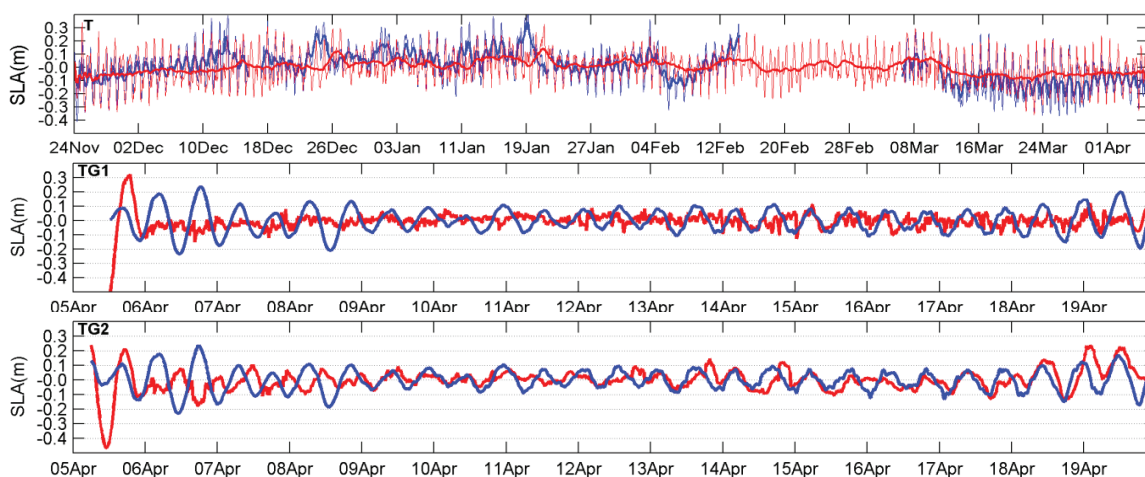 T
SLA(m)
0.3
0.2
0.1
0.0
-0.1
-0.2
-0.3
-0.4
24Nov 02Dec 10Dec 18Dec 26Dec 03Jan 11Jan 19Jan 27Jan 04Feb 12Feb 20Feb 28Feb 08Mar 16Mar 24Mar 01Apr
TG1
SLA(m)
0.3
0.2
0.1
-0.0
-0.1
-0.2
-0.3
-0.4
05Apr 06Apr 07Apr 08Apr 09Apr 10Apr 11Apr 12Apr 13Apr 14Apr 15Apr 16Apr 17Apr 18Apr 19Apr
TG2
SLA(m)
0.3
0.2
0.1
-0.0
-0.1
-0.2
-0.3
-0.4
05Apr 06Apr 07Apr 08Apr 09Apr 10Apr 11Apr 12Apr 13Apr 14Apr 15Apr 16Apr 17Apr 18Apr 19Apr